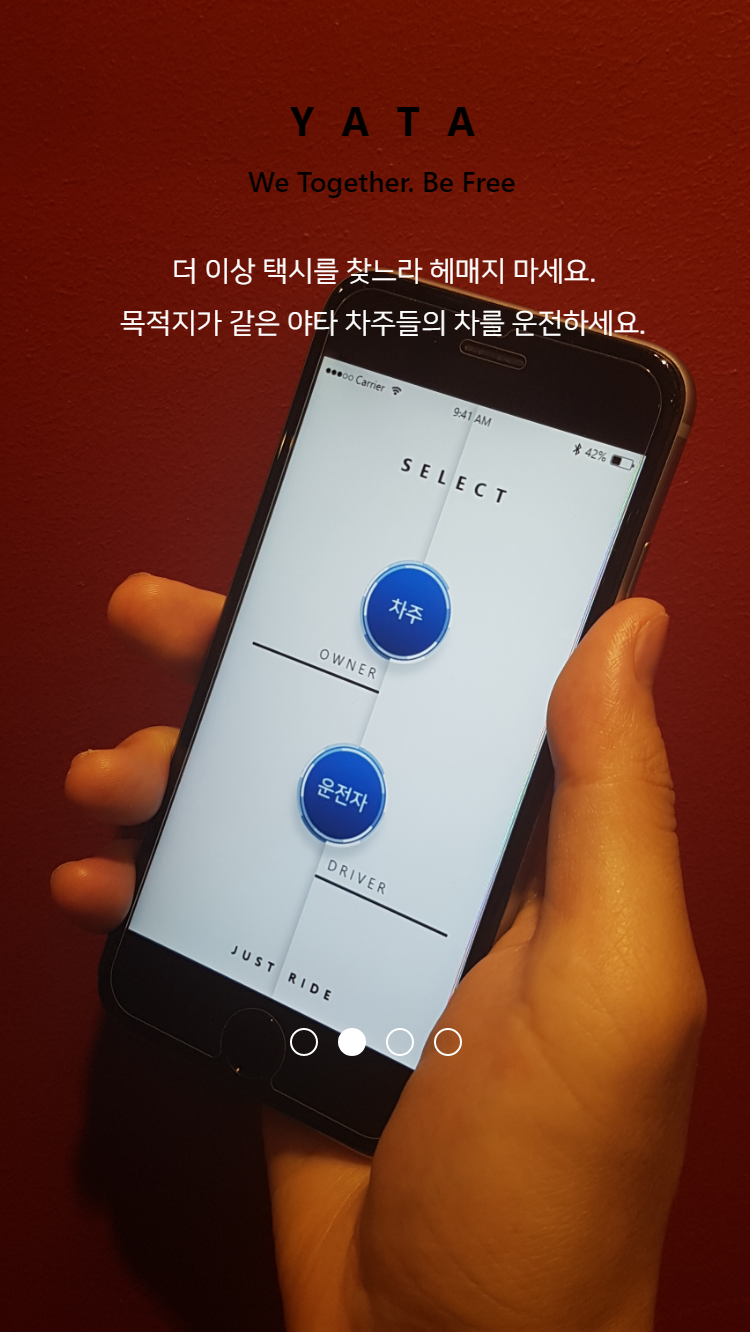 Y A T A
We Together. Be Free
더 이상 택시를 찾느라 헤매지 마세요.
목적지가 같은 야타 차주들의 차를 운전하세요.
Carrier
9:41 AM
42%
SELECT
차주
OWNER
운전자
DRIVER
JUST RIDE